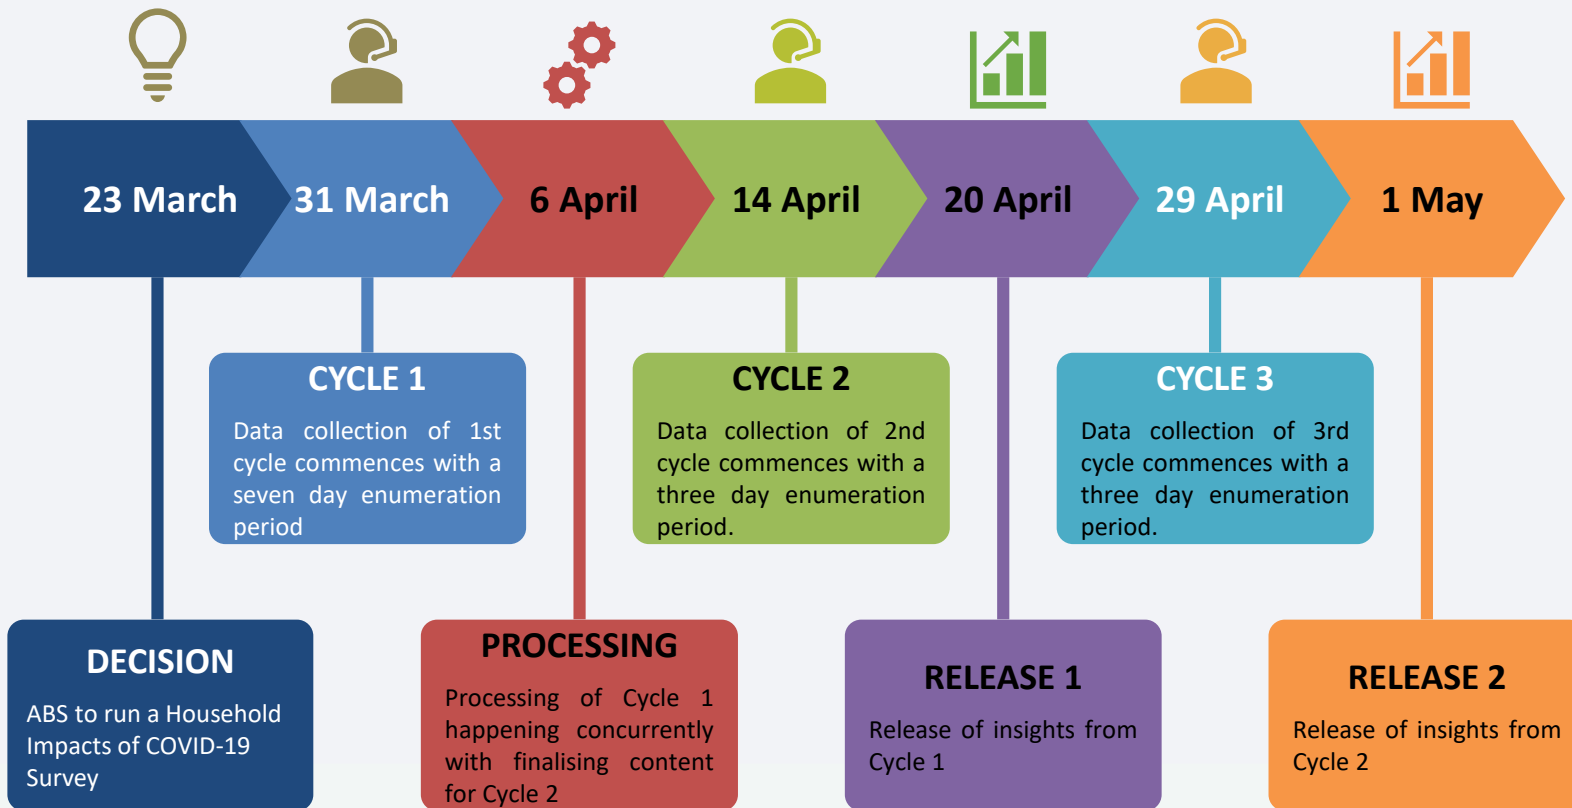 23 March
31 March
6 April
14 April
20 April
29 April
1 May
CYCLE 1
Data collection of 1st
cycle commences with a
seven day enumeration
period
CYCLE 2
Data collection of 2nd
cycle commences with a
three day enumeration
period.
CYCLE 3
Data collection of 3rd
cycle commences with a
three day enumeration
period.
DECISION
ABS to run a Household
Impacts of COVID-19
Survey
PROCESSING
Processing of Cycle 1
happening concurrently
with finalising content
for Cycle 2
RELEASE 1
Release of insights from
Cycle 1
RELEASE 2
Release of insights from
Cycle 2